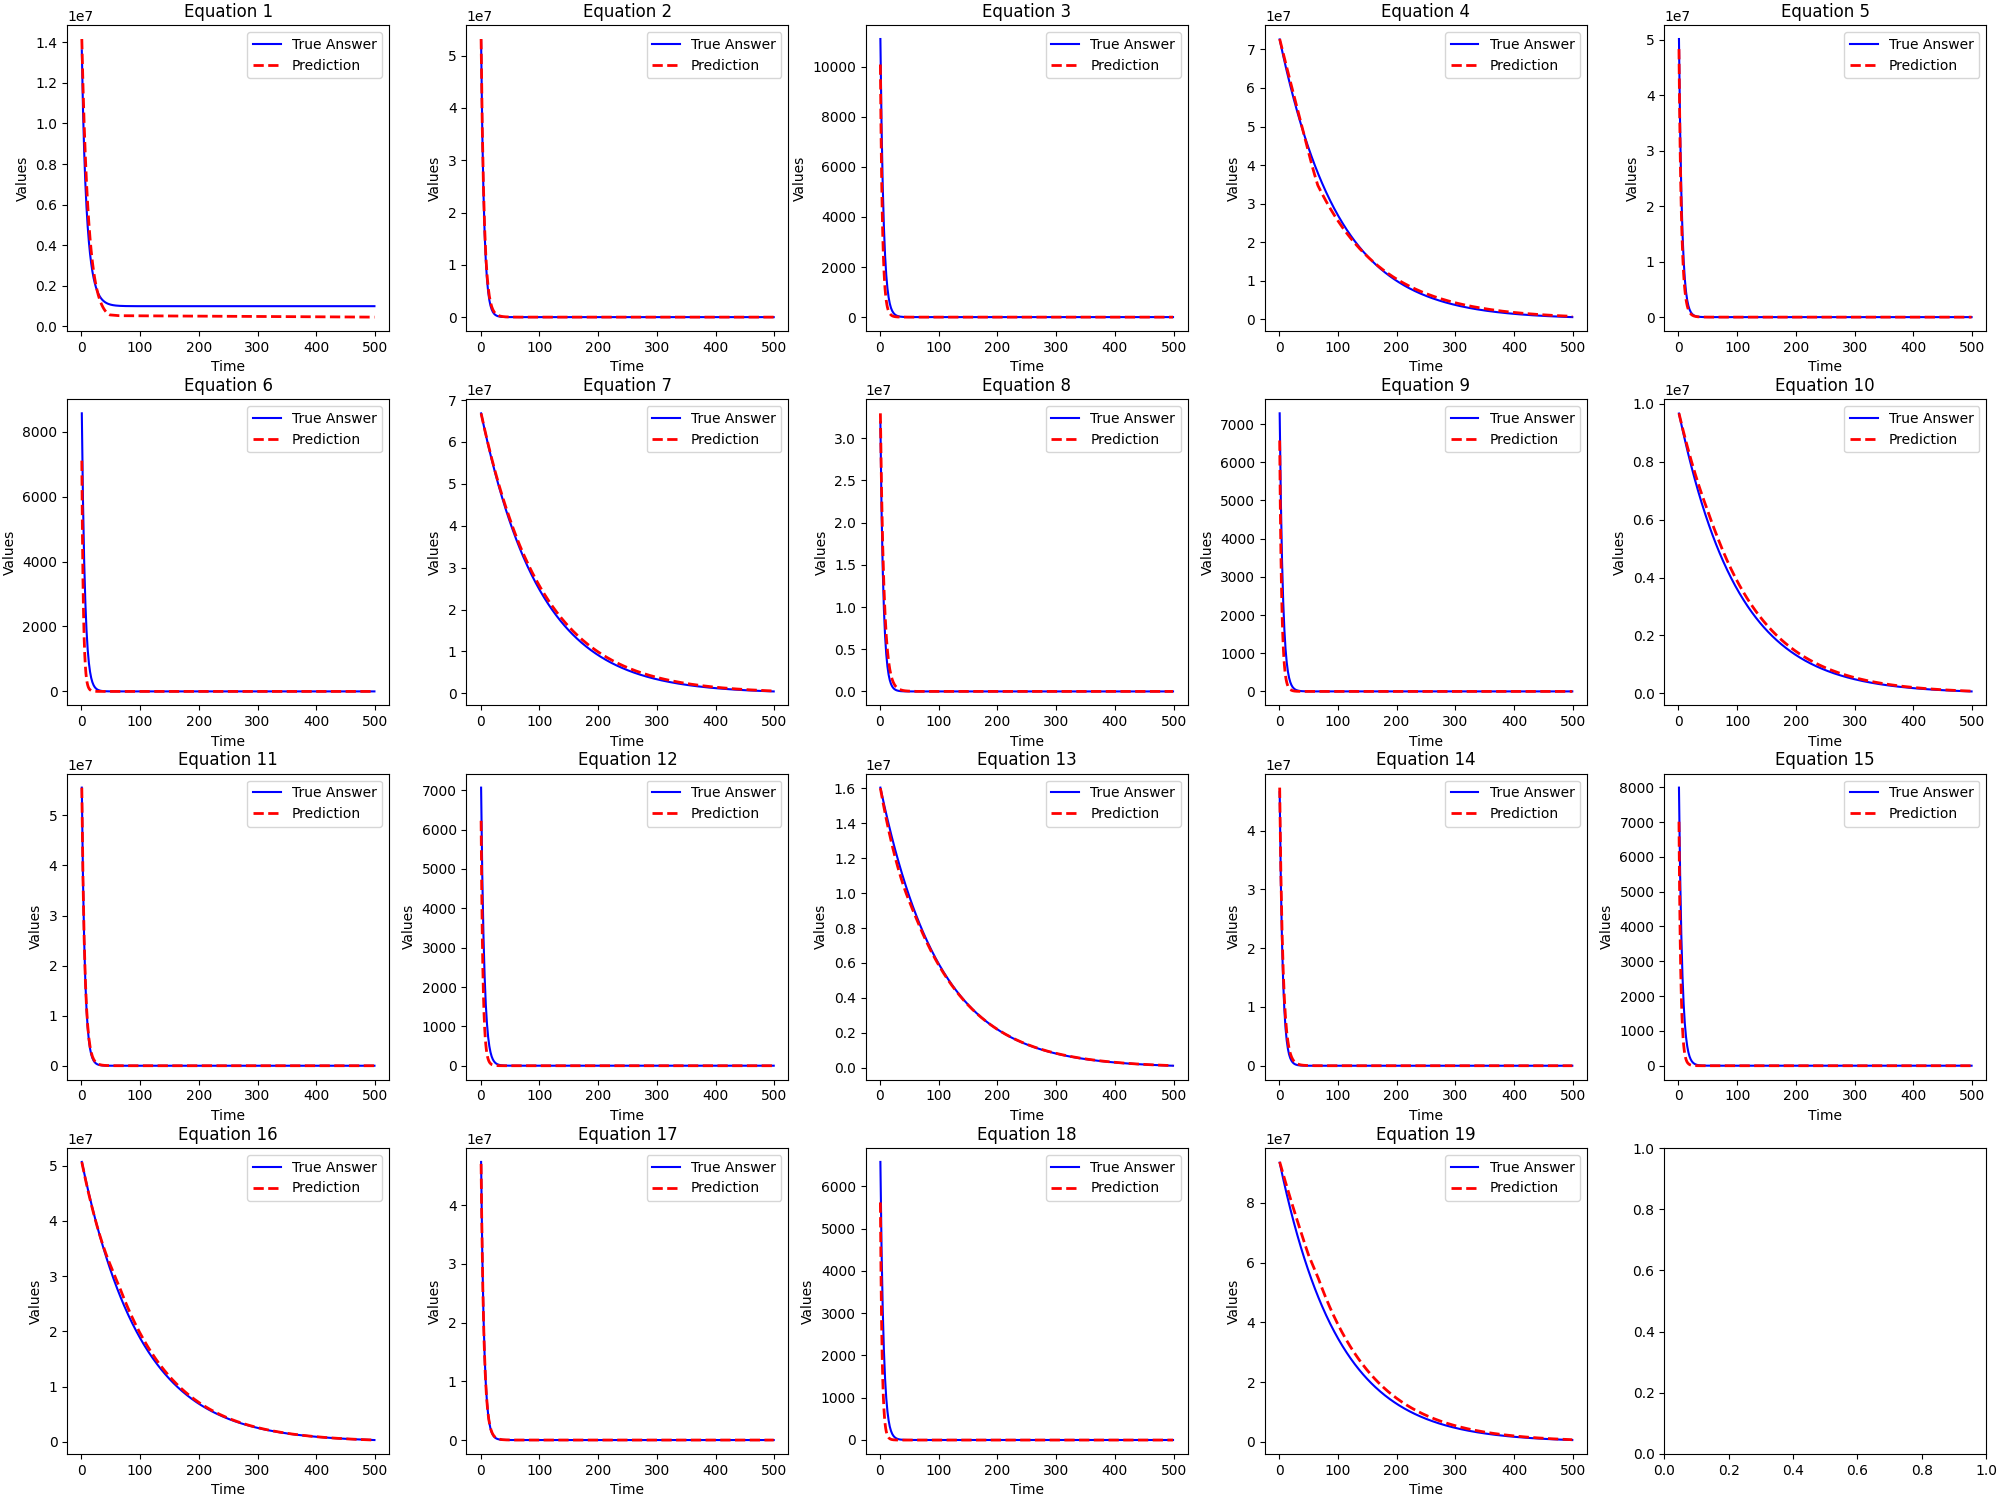 Equation 1
1e7
True Answer
Prediction
Values
1.4
1.2
1.0
0.8
0.6
0.4
0.2
0.0
0 100 200 300 400 500
Time
Equation 2
1e7
True Answer
Prediction
Values
5
4
3
2
1
0
0 100 200 300 400 500
Time
Equation 3
True Answer
Prediction
Values
10000
8000
6000
4000
2000
0
0 100 200 300 400 500
Time
Equation 4
1e7
True Answer
Prediction
Values
7
6
5
4
3
2
1
0
0 100 200 300 400 500
Time
Equation 5
1e7
True Answer
Prediction
Values
5
4
3
2
1
0
0 100 200 300 400 500
Time
Equation 6
True Answer
Prediction
Values
8000
6000
4000
2000
0
0 100 200 300 400 500
Time
Equation 7
1e7
True Answer
Prediction
Values
7
6
5
4
3
2
1
0
0 100 200 300 400 500
Time
Equation 8
1e7
True Answer
Prediction
Values
3.0
2.5
2.0
1.5
1.0
0.5
0.0
0 100 200 300 400 500
Time
Equation 9
True Answer
Prediction
Values
7000
6000
5000
4000
3000
2000
1000
0
0 100 200 300 400 500
Time
Equation 10
1e7
True Answer
Prediction
Values
1.0
0.8
0.6
0.4
0.2
0.0
0 100 200 300 400 500
Time
Equation 11
1e7
True Answer
Prediction
Values
5
4
3
2
1
0
0 100 200 300 400 500
Time
Equation 12
True Answer
Prediction
Values
7000
6000
5000
4000
3000
2000
1000
0
0 100 200 300 400 500
Time
Equation 13
1e7
True Answer
Prediction
Values
1.6
1.4
1.2
1.0
0.8
0.6
0.4
0.2
0.0
0 100 200 300 400 500
Time
Equation 14
1e7
True Answer
Prediction
Values
4
3
2
1
0
0 100 200 300 400 500
Time
Equation 15
True Answer
Prediction
Values
8000
7000
6000
5000
4000
3000
2000
1000
0
0 100 200 300 400 500
Time
Equation 16
1e7
True Answer
Prediction
Values
5
4
3
2
1
0
0 100 200 300 400 500
Time
Equation 17
1e7
True Answer
Prediction
Values
4
3
2
1
0
0 100 200 300 400 500
Time
Equation 18
True Answer
Prediction
Values
6000
5000
4000
3000
2000
1000
0
0 100 200 300 400 500
Time
Equation 19
1e7
True Answer
Prediction
Values
8
6
4
2
0
0 100 200 300 400 500
Time
1.0
0.8
0.6
0.4
0.2
0.0
0.0 0.2 0.4 0.6 0.8 1.0